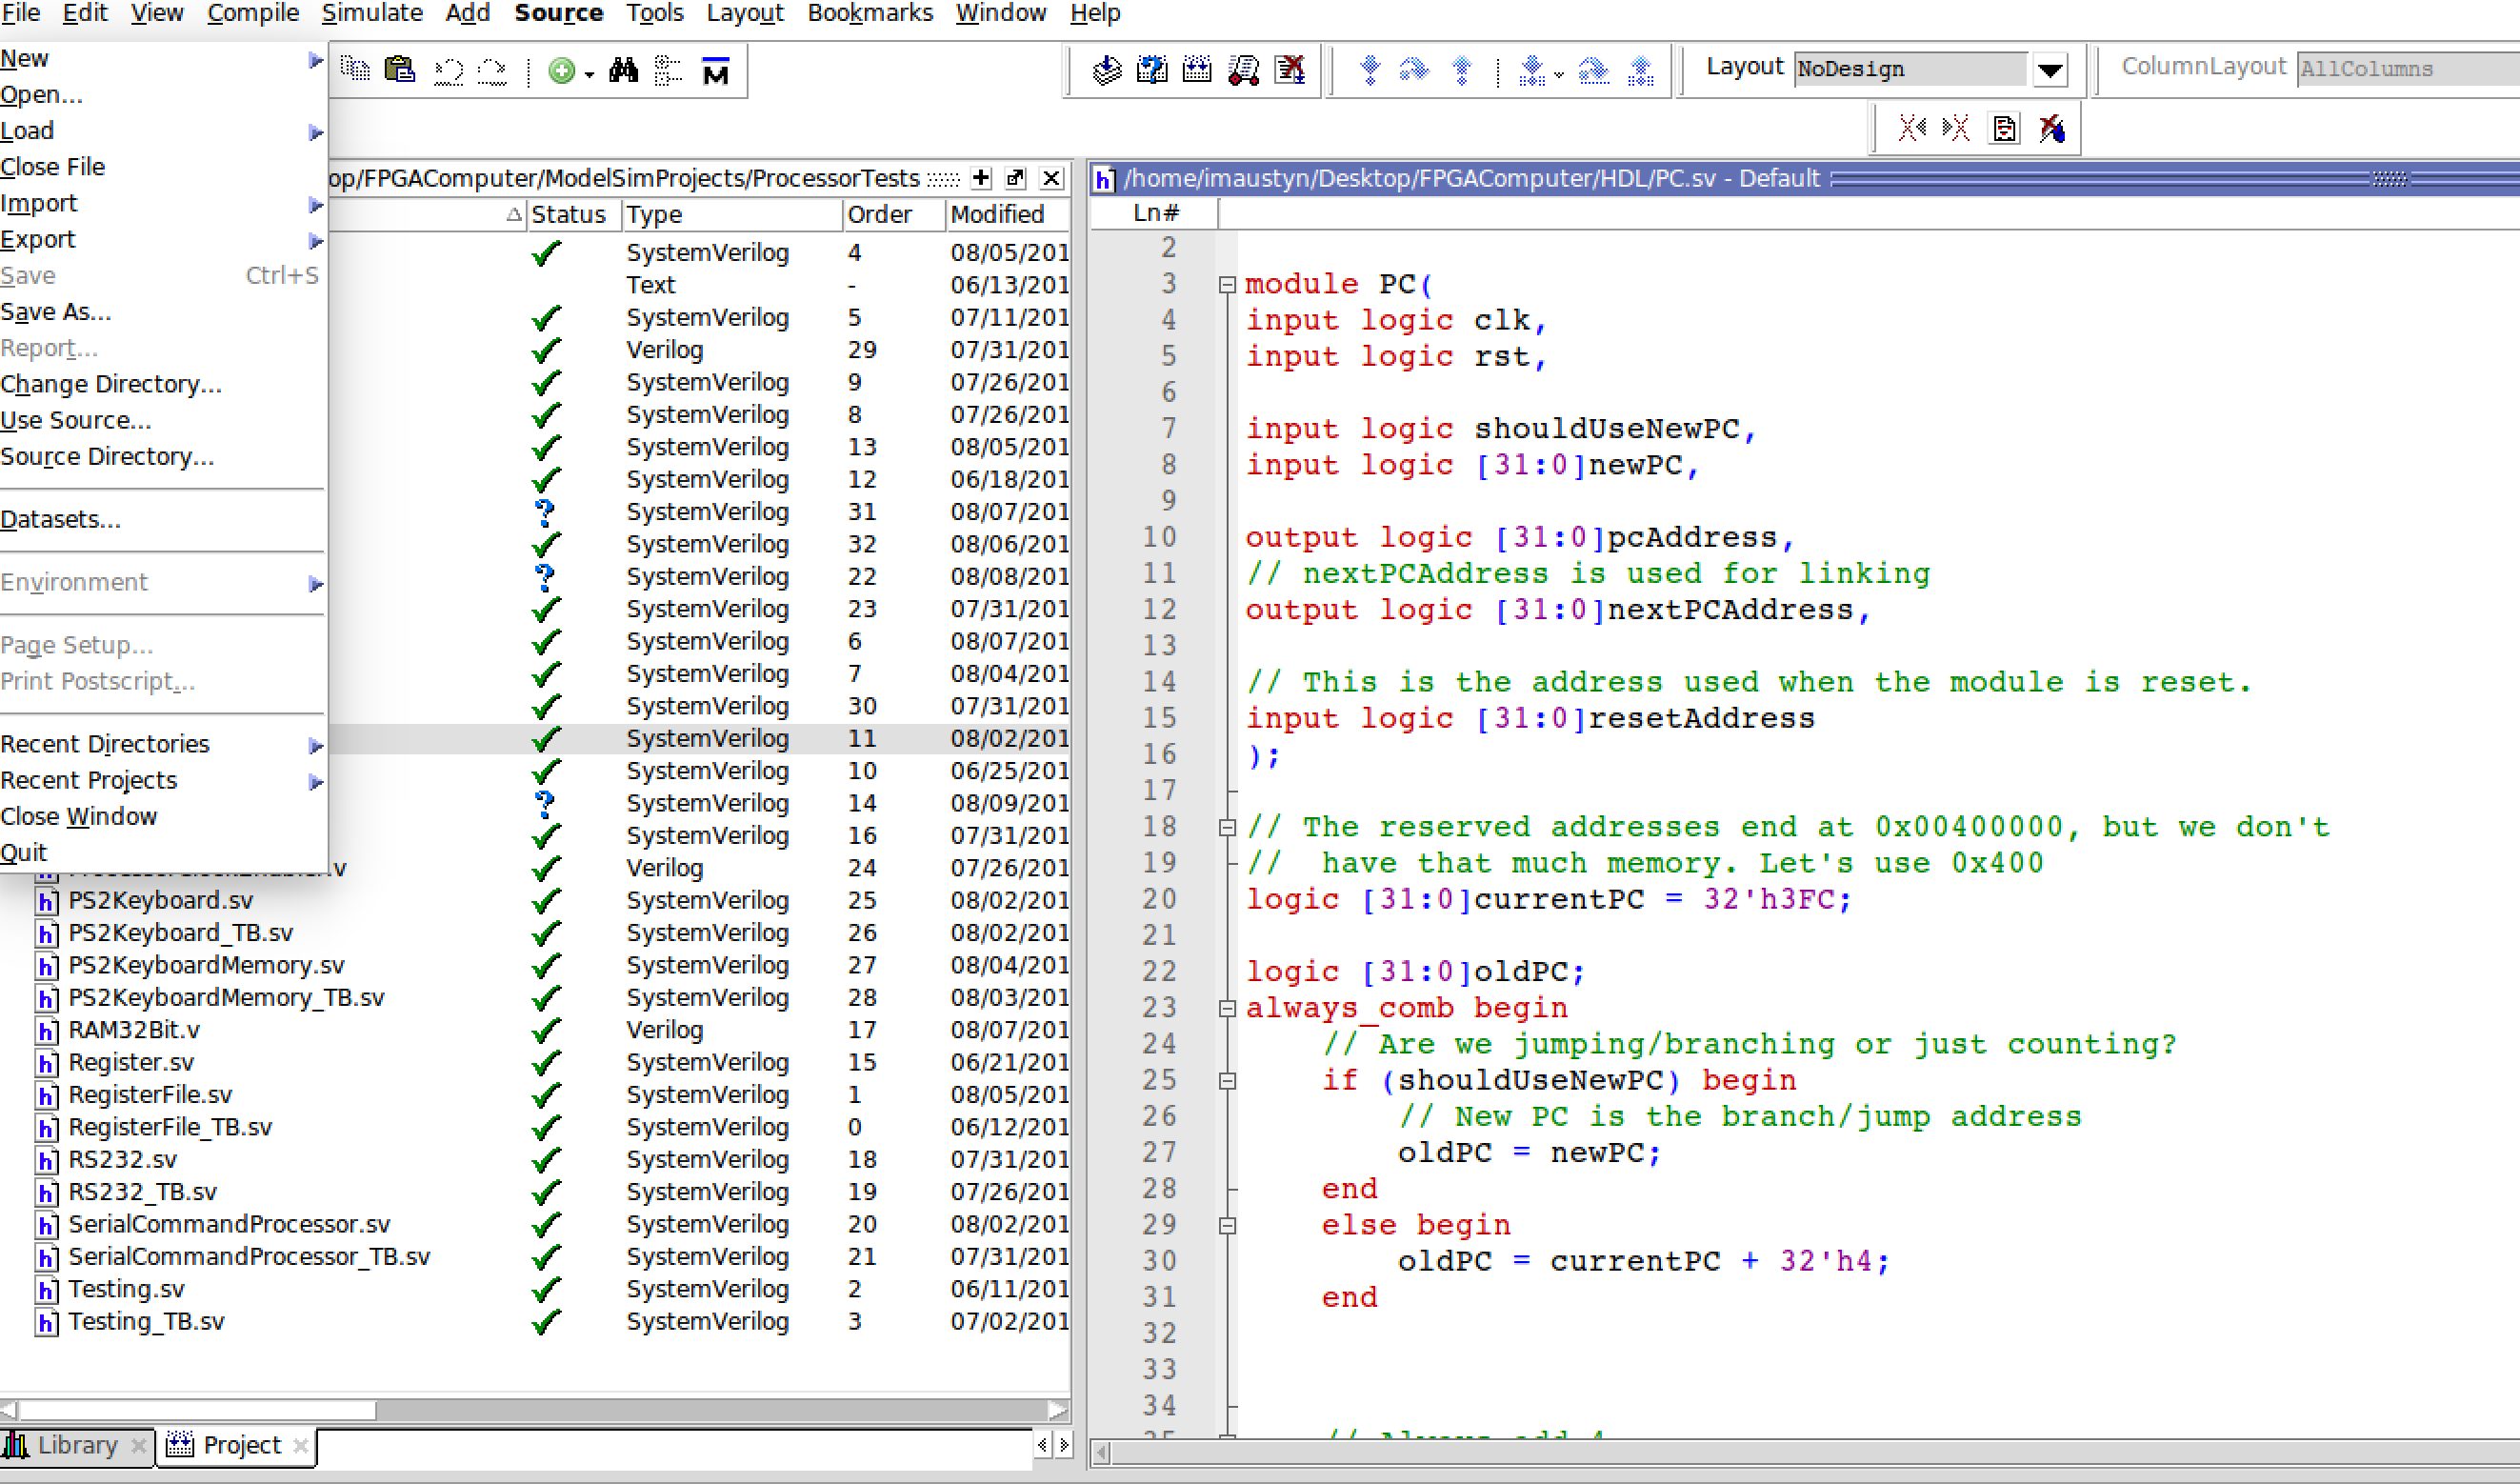 File Edit View Compile Simulate Add Source Tools Layout Bookmarks Window Help
Layout NoDesign ColumnLayout AllColumns
New
Open...
Load
Close File
Import
Export
Save Ctrl+S
Save As...
Report...
Change Directory...
Use Source...
Source Directory...
Datasets...
Environment
Page Setup...
Print Postscript...
Recent Directories
Recent Projects
Close Window
Quit
op/FPGAComputer/ModelSimProjects/ProcessorTests
Status Type Order Modified
SystemVerilog 4 08/05/201
Text - 06/13/201
SystemVerilog 5 07/11/201
Verilog 29 07/31/201
SystemVerilog 9 07/26/201
SystemVerilog 8 07/26/201
SystemVerilog 13 08/05/201
SystemVerilog 12 06/18/201
? SystemVerilog 31 08/07/201
SystemVerilog 32 08/06/201
? SystemVerilog 22 08/08/201
SystemVerilog 23 07/31/201
SystemVerilog 6 08/07/201
SystemVerilog 7 08/04/201
SystemVerilog 30 07/31/201
SystemVerilog 11 08/02/201
SystemVerilog 10 06/25/201
? SystemVerilog 14 08/09/201
SystemVerilog 16 07/31/201
Verilog 24 07/26/201
PS2Keyboard.sv SystemVerilog 25 08/02/201
PS2Keyboard_TB.sv SystemVerilog 26 08/02/201
PS2KeyboardMemory.sv SystemVerilog 27 08/04/201
PS2KeyboardMemory_TB.sv SystemVerilog 28 08/03/201
RAM32Bit.v Verilog 17 08/07/201
Register.sv SystemVerilog 15 06/21/201
RegisterFile.sv SystemVerilog 1 08/05/201
RegisterFile_TB.sv SystemVerilog 0 06/12/201
RS232.sv SystemVerilog 18 07/31/201
RS232_TB.sv SystemVerilog 19 07/26/201
SerialCommandProcessor.sv SystemVerilog 20 08/02/201
SerialCommandProcessor_TB.sv SystemVerilog 21 07/31/201
Testing.sv SystemVerilog 2 06/11/201
Testing_TB.sv SystemVerilog 3 07/02/201
Library Project
/home/imaustyn/Desktop/FPGAComputer/HDL/PC.sv - Default
Ln#
2
3 module PC(
4 input logic clk,
5 input logic rst,
6
7 input logic shouldUseNewPC,
8 input logic [31:0]newPC,
9
10 output logic [31:0]pcAddress,
11 // nextPCAddress is used for linking
12 output logic [31:0]nextPCAddress,
13
14 // This is the address used when the module is reset.
15 input logic [31:0]resetAddress
16 );
17
18 // The reserved addresses end at 0x00400000, but we don't
19 //  have that much memory. Let's use 0x400
20 logic [31:0]currentPC = 32'h3FC;
21
22 logic [31:0]oldPC;
23 always_comb begin
24     // Are we jumping/branching or just counting?
25     if (shouldUseNewPC) begin
26         // New PC is the branch/jump address
27         oldPC = newPC;
28     end
29     else begin
30         oldPC = currentPC + 32'h4;
31     end
32
33
34